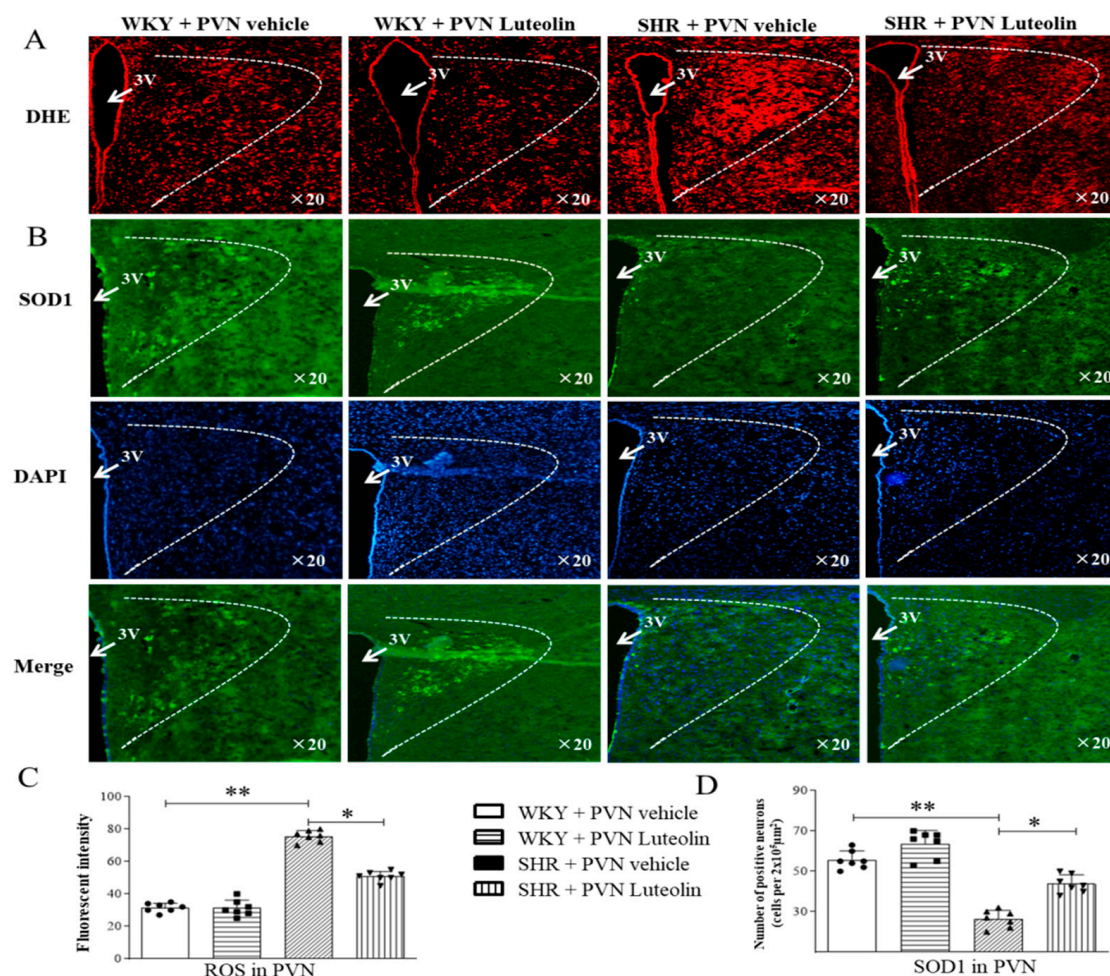 WKY + PVN vehicle WKY + PVN Luteolin SHR + PVN vehicle SHR + PVN Luteolin
A
DHE
3V 3V 3V 3V
×20 ×20 ×20 ×20
B
SOD1
3V 3V 3V 3V
×20 ×20 ×20 ×20
DAPI
3V 3V 3V 3V
×20 ×20 ×20 ×20
Merge
3V 3V 3V 3V
×20 ×20 ×20 ×20
C
Fluorescent intensity
100
80
60
40
20
0
**
*
ROS in PVN
WKY + PVN vehicle
WKY + PVN Luteolin
SHR + PVN vehicle
SHR + PVN Luteolin
D
Number of positive neurons
(cells per 2x10⁵µm²)
90
70
50
30
**
*
SOD1 in PVN